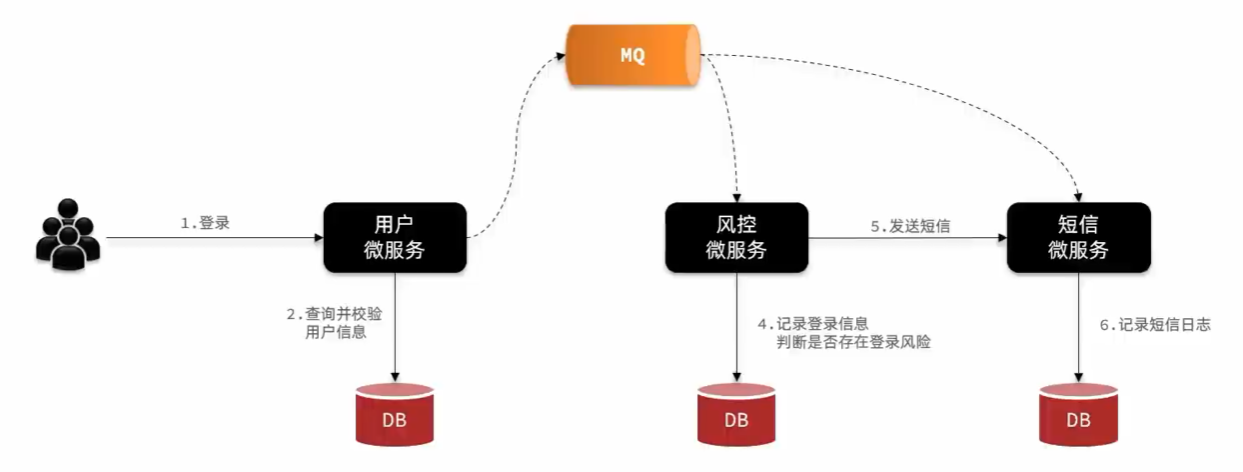 MQ
1.登录
用户
微服务
风控
微服务
5.发送短信
短信
微服务
2.查询并校验
用户信息
4.记录登录信息
判断是否存在登录风险
6.记录短信日志
DB
DB
DB